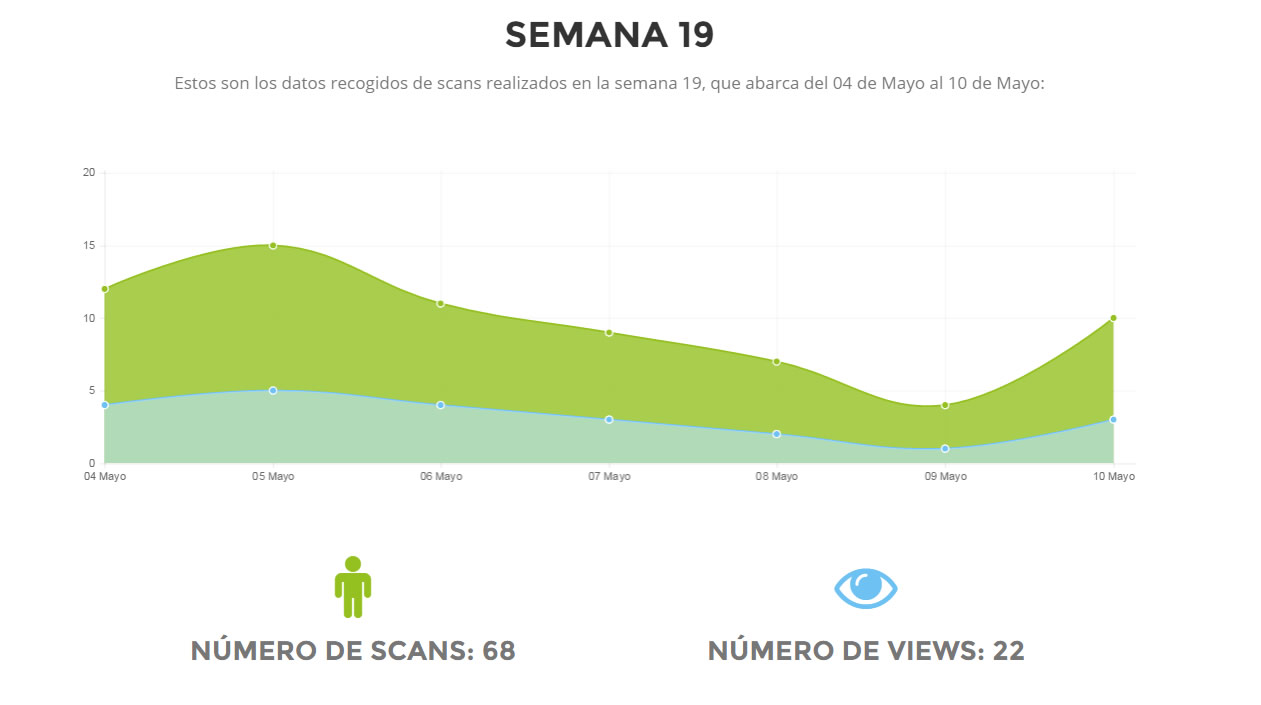 SEMANA 19
Estos son los datos recogidos de scans realizados en la semana 19, que abarca del 04 de Mayo al 10 de Mayo:
20
15
10
5
0
04 Mayo 05 Mayo 06 Mayo 07 Mayo 08 Mayo 09 Mayo 10 Mayo
NÚMERO DE SCANS: 68 NÚMERO DE VIEWS: 22